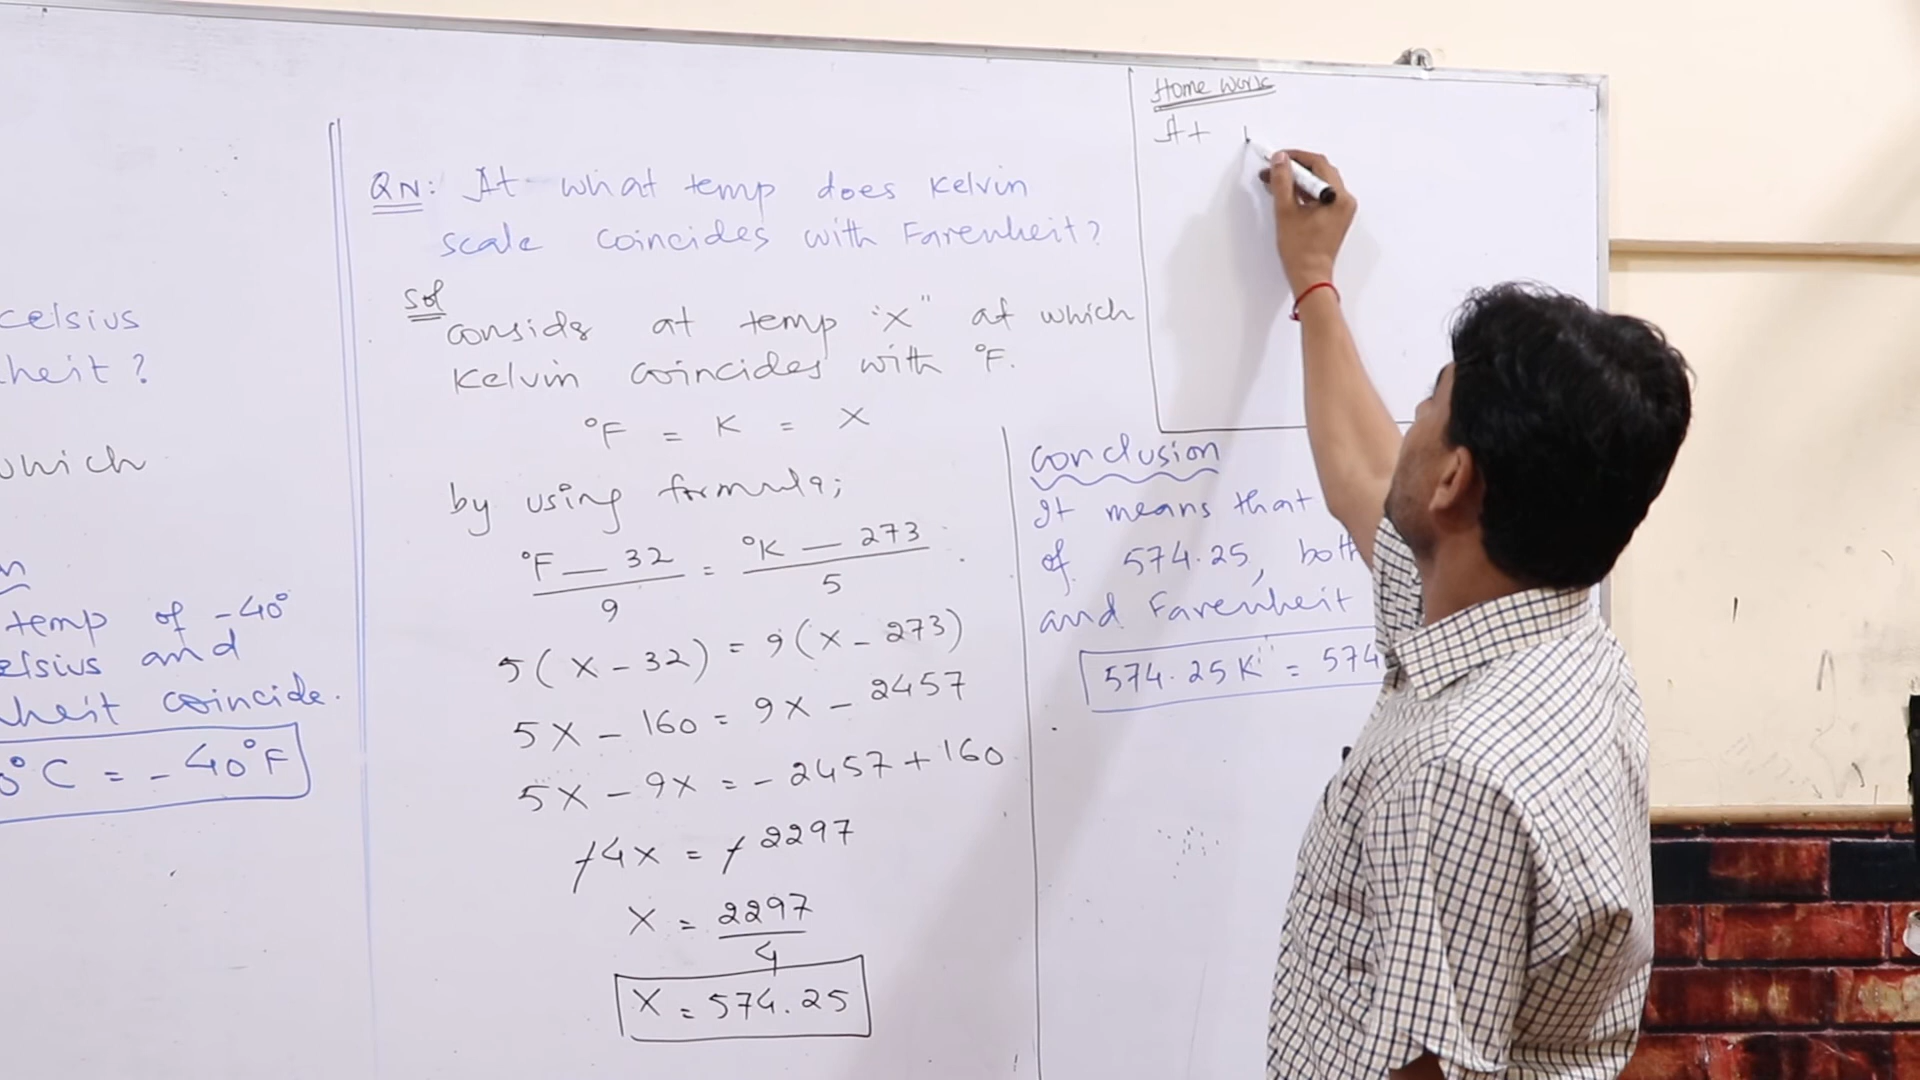 celsius
heit ?
which
n
temp of -40°
elsius and
heit coincide.
0°C = -40°F
QN: At what temp does Kelvin
scale coincides with Farenheit?
sol
consider at temp "x" at which
Kelvin coincides with °F.
°F = K = X
by using formula;
°F — 32 / 9 = °K — 273 / 5
5(X - 32) = 9(X - 273)
5X - 160 = 9X - 2457
5X - 9X = - 2457 + 160
-4X = -2297
X = 2297 / 4
X = 574.25
Home work
At
conclusion
It means that
of 574.25, both
and Farenheit
574.25 K = 574